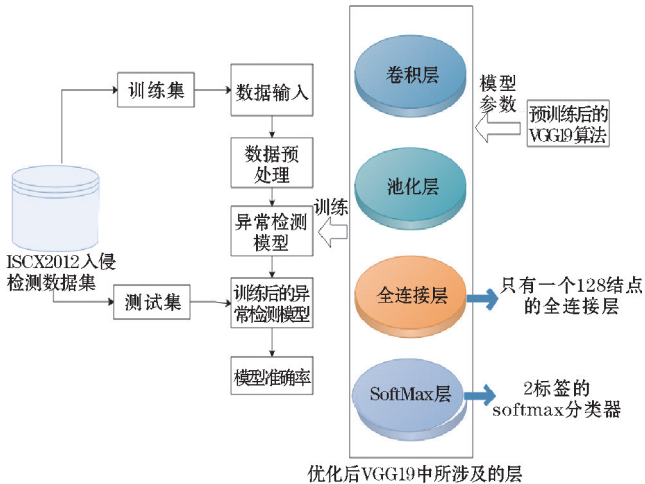 训练集
数据输入
数据预
处理
异常检测
模型
训练后的异
常检测模型
模型准确率
ISCX2012入侵
检测数据集
测试集
训练
卷积层
池化层
全连接层
SoftMax层
模型
参数
预训练后的
VGG19算法
只有一个128结点
的全连接层
2标签的
softmax分类器
优化后VGG19中所涉及的层